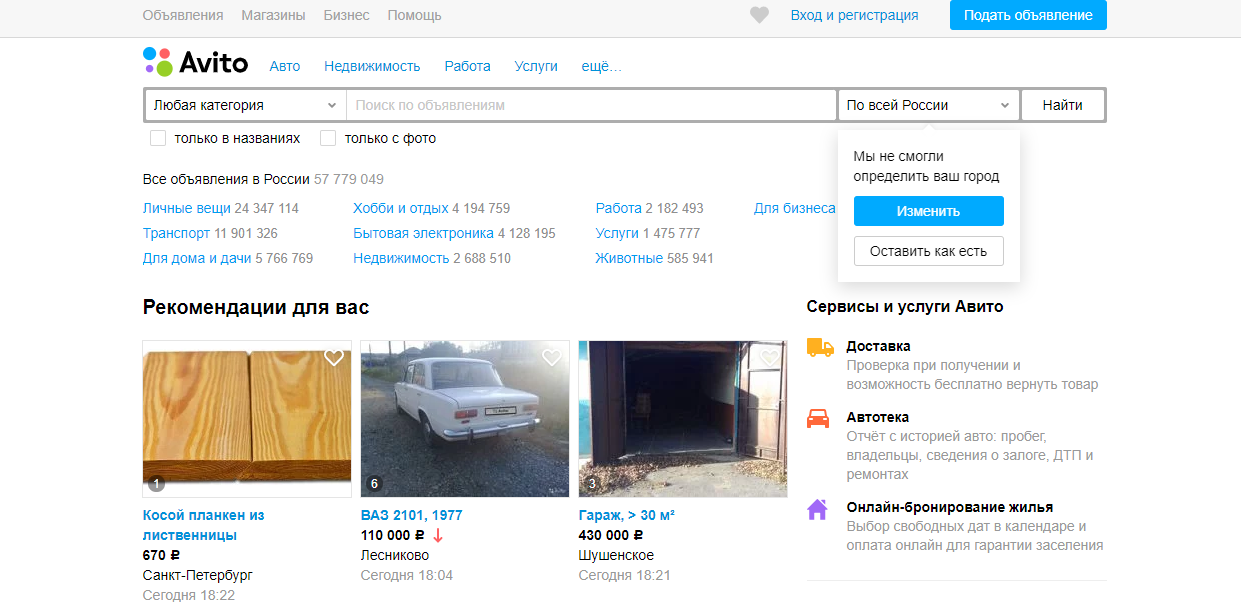 Объявления Магазины Бизнес Помощь Вход и регистрация Подать объявление
Avito Авто Недвижимость Работа Услуги ещё...
Любая категория Поиск по объявлениям По всей России Найти
только в названиях только с фото
Мы не смогли
определить ваш город
Изменить
Оставить как есть
Все объявления в России 57 779 049
Личные вещи 24 347 114 Хобби и отдых 4 194 759 Работа 2 182 493 Для бизнеса
Транспорт 11 901 326 Бытовая электроника 4 128 195 Услуги 1 475 777
Для дома и дачи 5 766 769 Недвижимость 2 688 510 Животные 585 941
Рекомендации для вас
1
Косой планкен из
лиственницы
670 ₽
Санкт-Петербург
Сегодня 18:22
Avito
6
ВАЗ 2101, 1977
110 000 ₽ ↓
Лесниково
Сегодня 18:04
3
Гараж, > 30 м²
430 000 ₽
Шушенское
Сегодня 18:21
Сервисы и услуги Авито
Доставка
Проверка при получении и
возможность бесплатно вернуть товар
Автотека
Отчёт с историей авто: пробег,
владельцы, сведения о залоге, ДТП и
ремонтах
Онлайн-бронирование жилья
Выбор свободных дат в календаре и
оплата онлайн для гарантии заселения